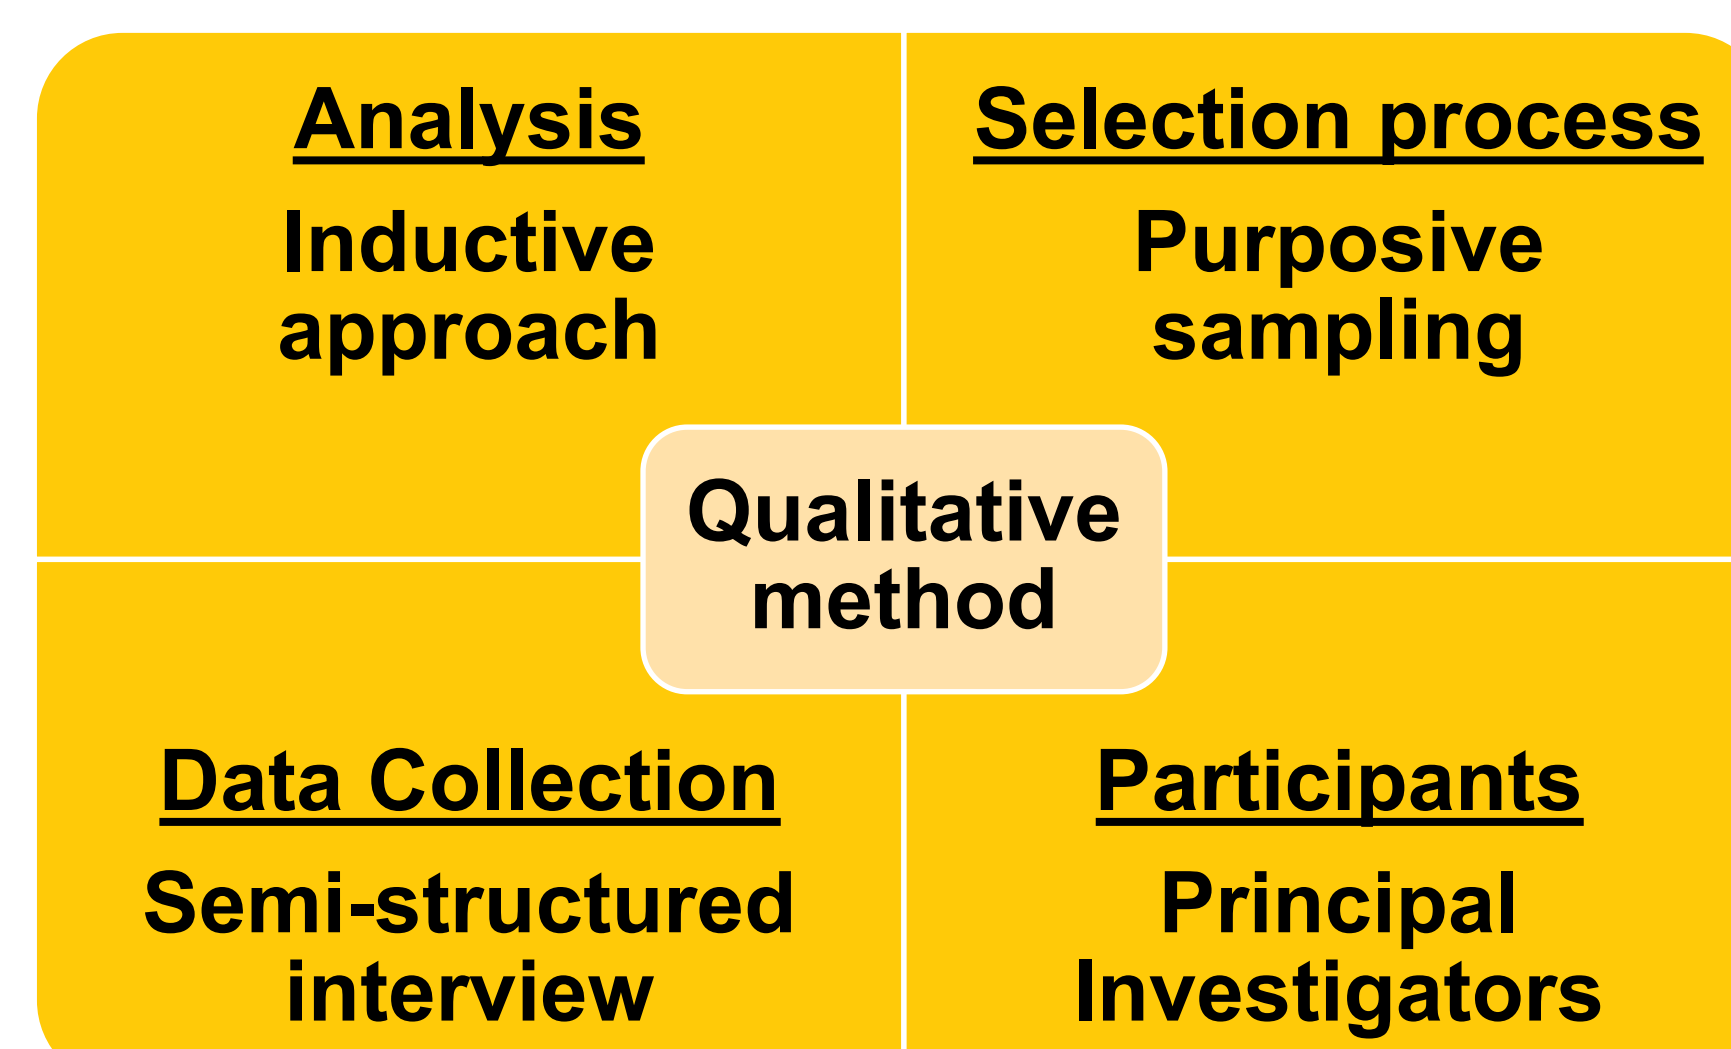 Analysis
Inductive
approach
Selection process
Purposive
sampling
Qualitative
method
Data Collection
Semi-structured
interview
Participants
Principal
Investigators